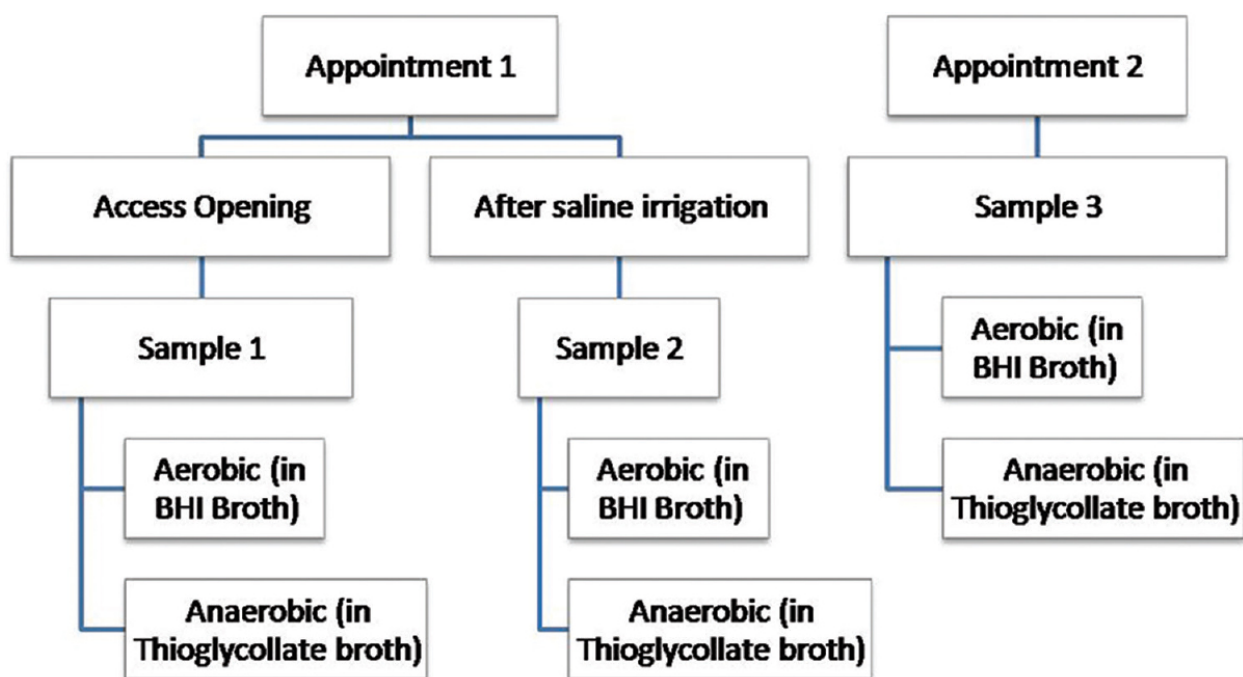 Appointment 1
Appointment 2
Access Opening
After saline irrigation
Sample 3
Sample 1
Sample 2
Aerobic (in
BHI Broth)
Aerobic (in
BHI Broth)
Aerobic (in
BHI Broth)
Anaerobic (in
Thioglycollate broth)
Anaerobic (in
Thioglycollate broth)
Anaerobic (in
Thioglycollate broth)